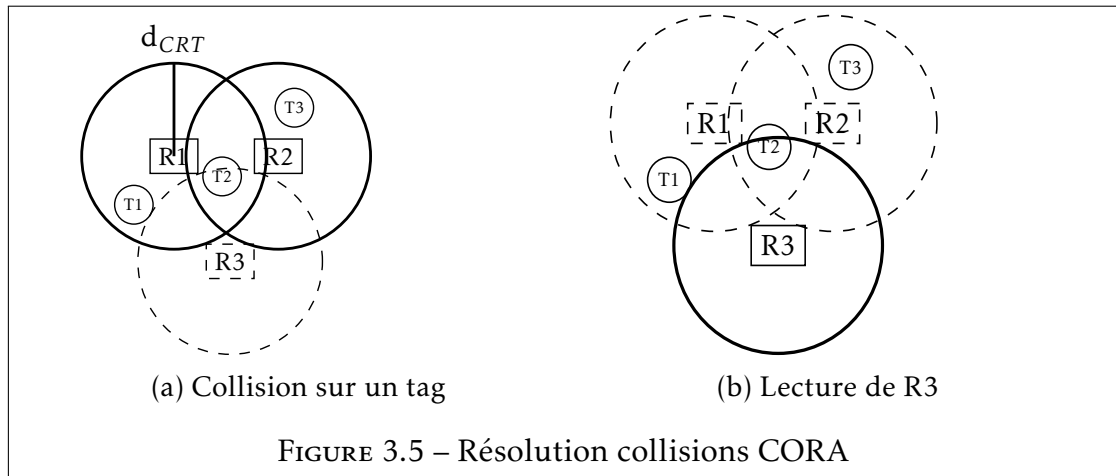 d_CRT
R1
R2
R3
T1
T2
T3
(a) Collision sur un tag
R1
R2
R3
T1
T2
T3
(b) Lecture de R3
FIGURE 3.5 – Résolution collisions CORA